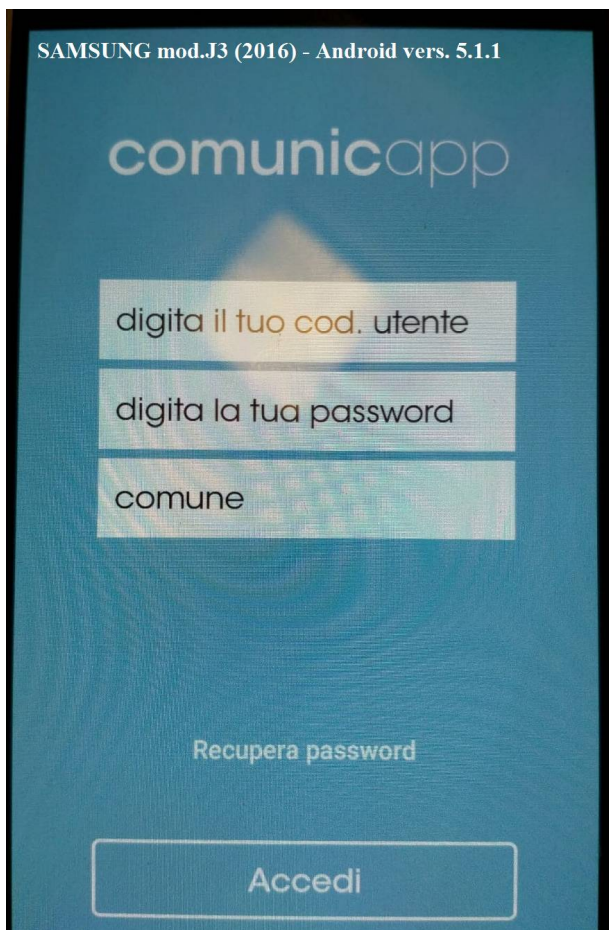 SAMSUNG mod.J3 (2016) - Android vers. 5.1.1
comunicapp
digita il tuo cod. utente
digita la tua password
comune
Recupera password
Accedi